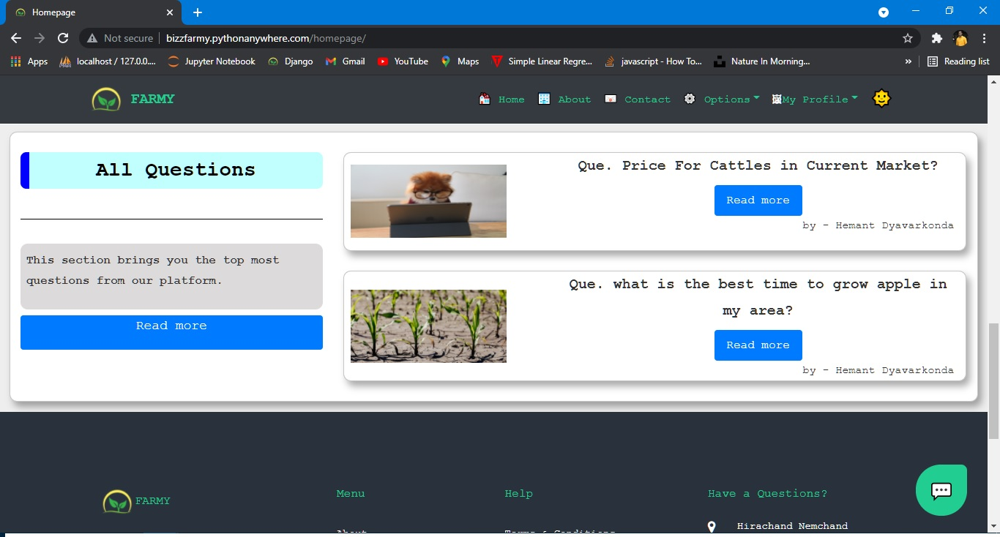 Homepage
Not secure
bizzfarmy.pythonanywhere.com/homepage/
Apps
localhost / 127.0.0....
Jupyter Notebook
Django
Gmail
YouTube
Maps
Simple Linear Regre...
javascript - How To...
Nature In Morning...
»
Reading list
FARMY
Home
About
Contact
Options
My Profile
All Questions
This section brings you the top most
questions from our platform.
Read more
Que. Price For Cattles in Current Market?
Read more
by - Hemant Dyavarkonda
Que. what is the best time to grow apple in
my area?
Read more
by - Hemant Dyavarkonda
FARMY
Menu
About
Help
Terms & Conditions
Have a Questions?
Hirachand Nemchand